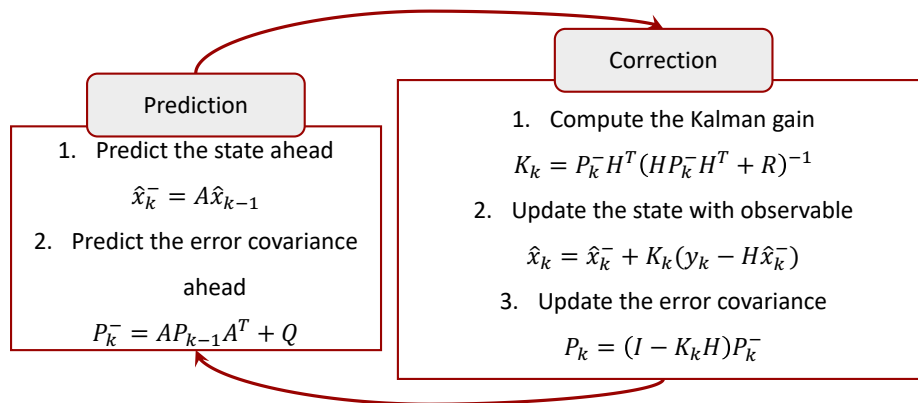 Prediction
1. Predict the state ahead
x̂ₖ⁻ = Ax̂ₖ₋₁
2. Predict the error covariance
ahead
Pₖ⁻ = APₖ₋₁Aᵀ + Q
Correction
1. Compute the Kalman gain
Kₖ = Pₖ⁻Hᵀ(HPₖ⁻Hᵀ + R)⁻¹
2. Update the state with observable
x̂ₖ = x̂ₖ⁻ + Kₖ(yₖ − Hx̂ₖ⁻)
3. Update the error covariance
Pₖ = (I − KₖH)Pₖ⁻